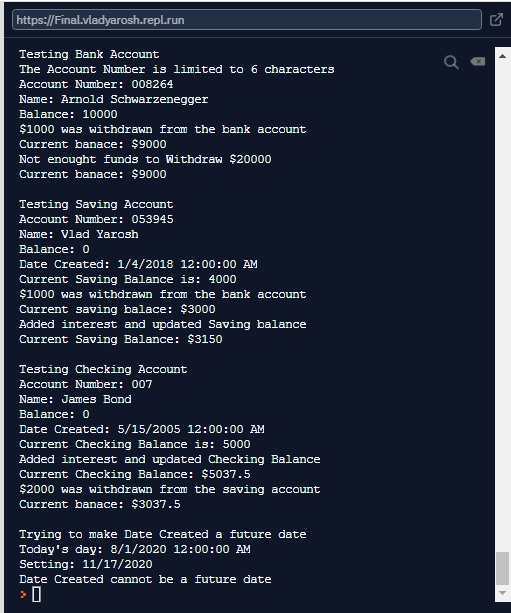 https://Final.vladyarosh.repl.run
Testing Bank Account
The Account Number is limited to 6 characters
Account Number: 008264
Name: Arnold Schwarzenegger
Balance: 10000
$1000 was withdrawn from the bank account
Current banace: $9000
Not enought funds to Withdraw $20000
Current banace: $9000
Testing Saving Account
Account Number: 053945
Name: Vlad Yarosh
Balance: 0
Date Created: 1/4/2018 12:00:00 AM
Current Saving Balance is: 4000
$1000 was withdrawn from the bank account
Current saving balace: $3000
Added interest and updated Saving balance
Current Saving Balance: $3150
Testing Checking Account
Account Number: 007
Name: James Bond
Balance: 0
Date Created: 5/15/2005 12:00:00 AM
Current Checking Balance is: 5000
Added interest and updated Checking Balance
Current Checking Balance: $5037.5
$2000 was withdrawn from the saving account
Current banace: $3037.5
Trying to make Date Created a future date
Today's day: 8/1/2020 12:00:00 AM
Setting: 11/17/2020
Date Created cannot be a future date
>